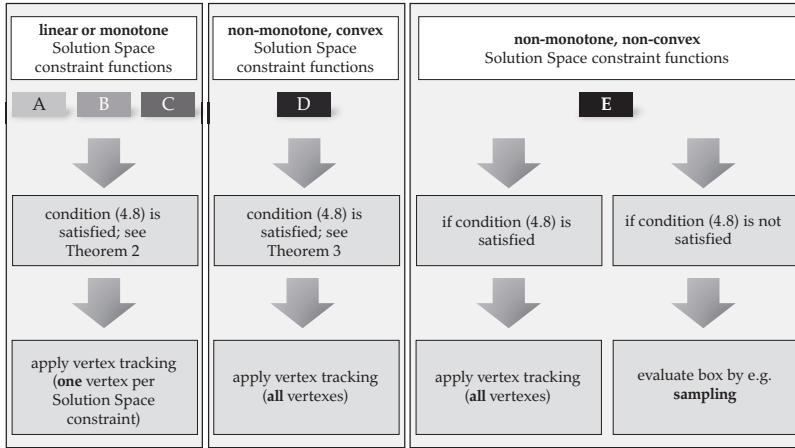 linear or monotone
Solution Space
constraint functions
A
B
C
condition (4.8) is
satisfied; see
Theorem 2
apply vertex tracking
(one vertex per
Solution Space
constraint)
non-monotone, convex
Solution Space
constraint functions
D
condition (4.8) is
satisfied; see
Theorem 3
apply vertex tracking
(all vertexes)
non-monotone, non-convex
Solution Space constraint functions
E
if condition (4.8) is
satisfied
apply vertex tracking
(all vertexes)
if condition (4.8) is not
satisfied
evaluate box by e.g.
sampling